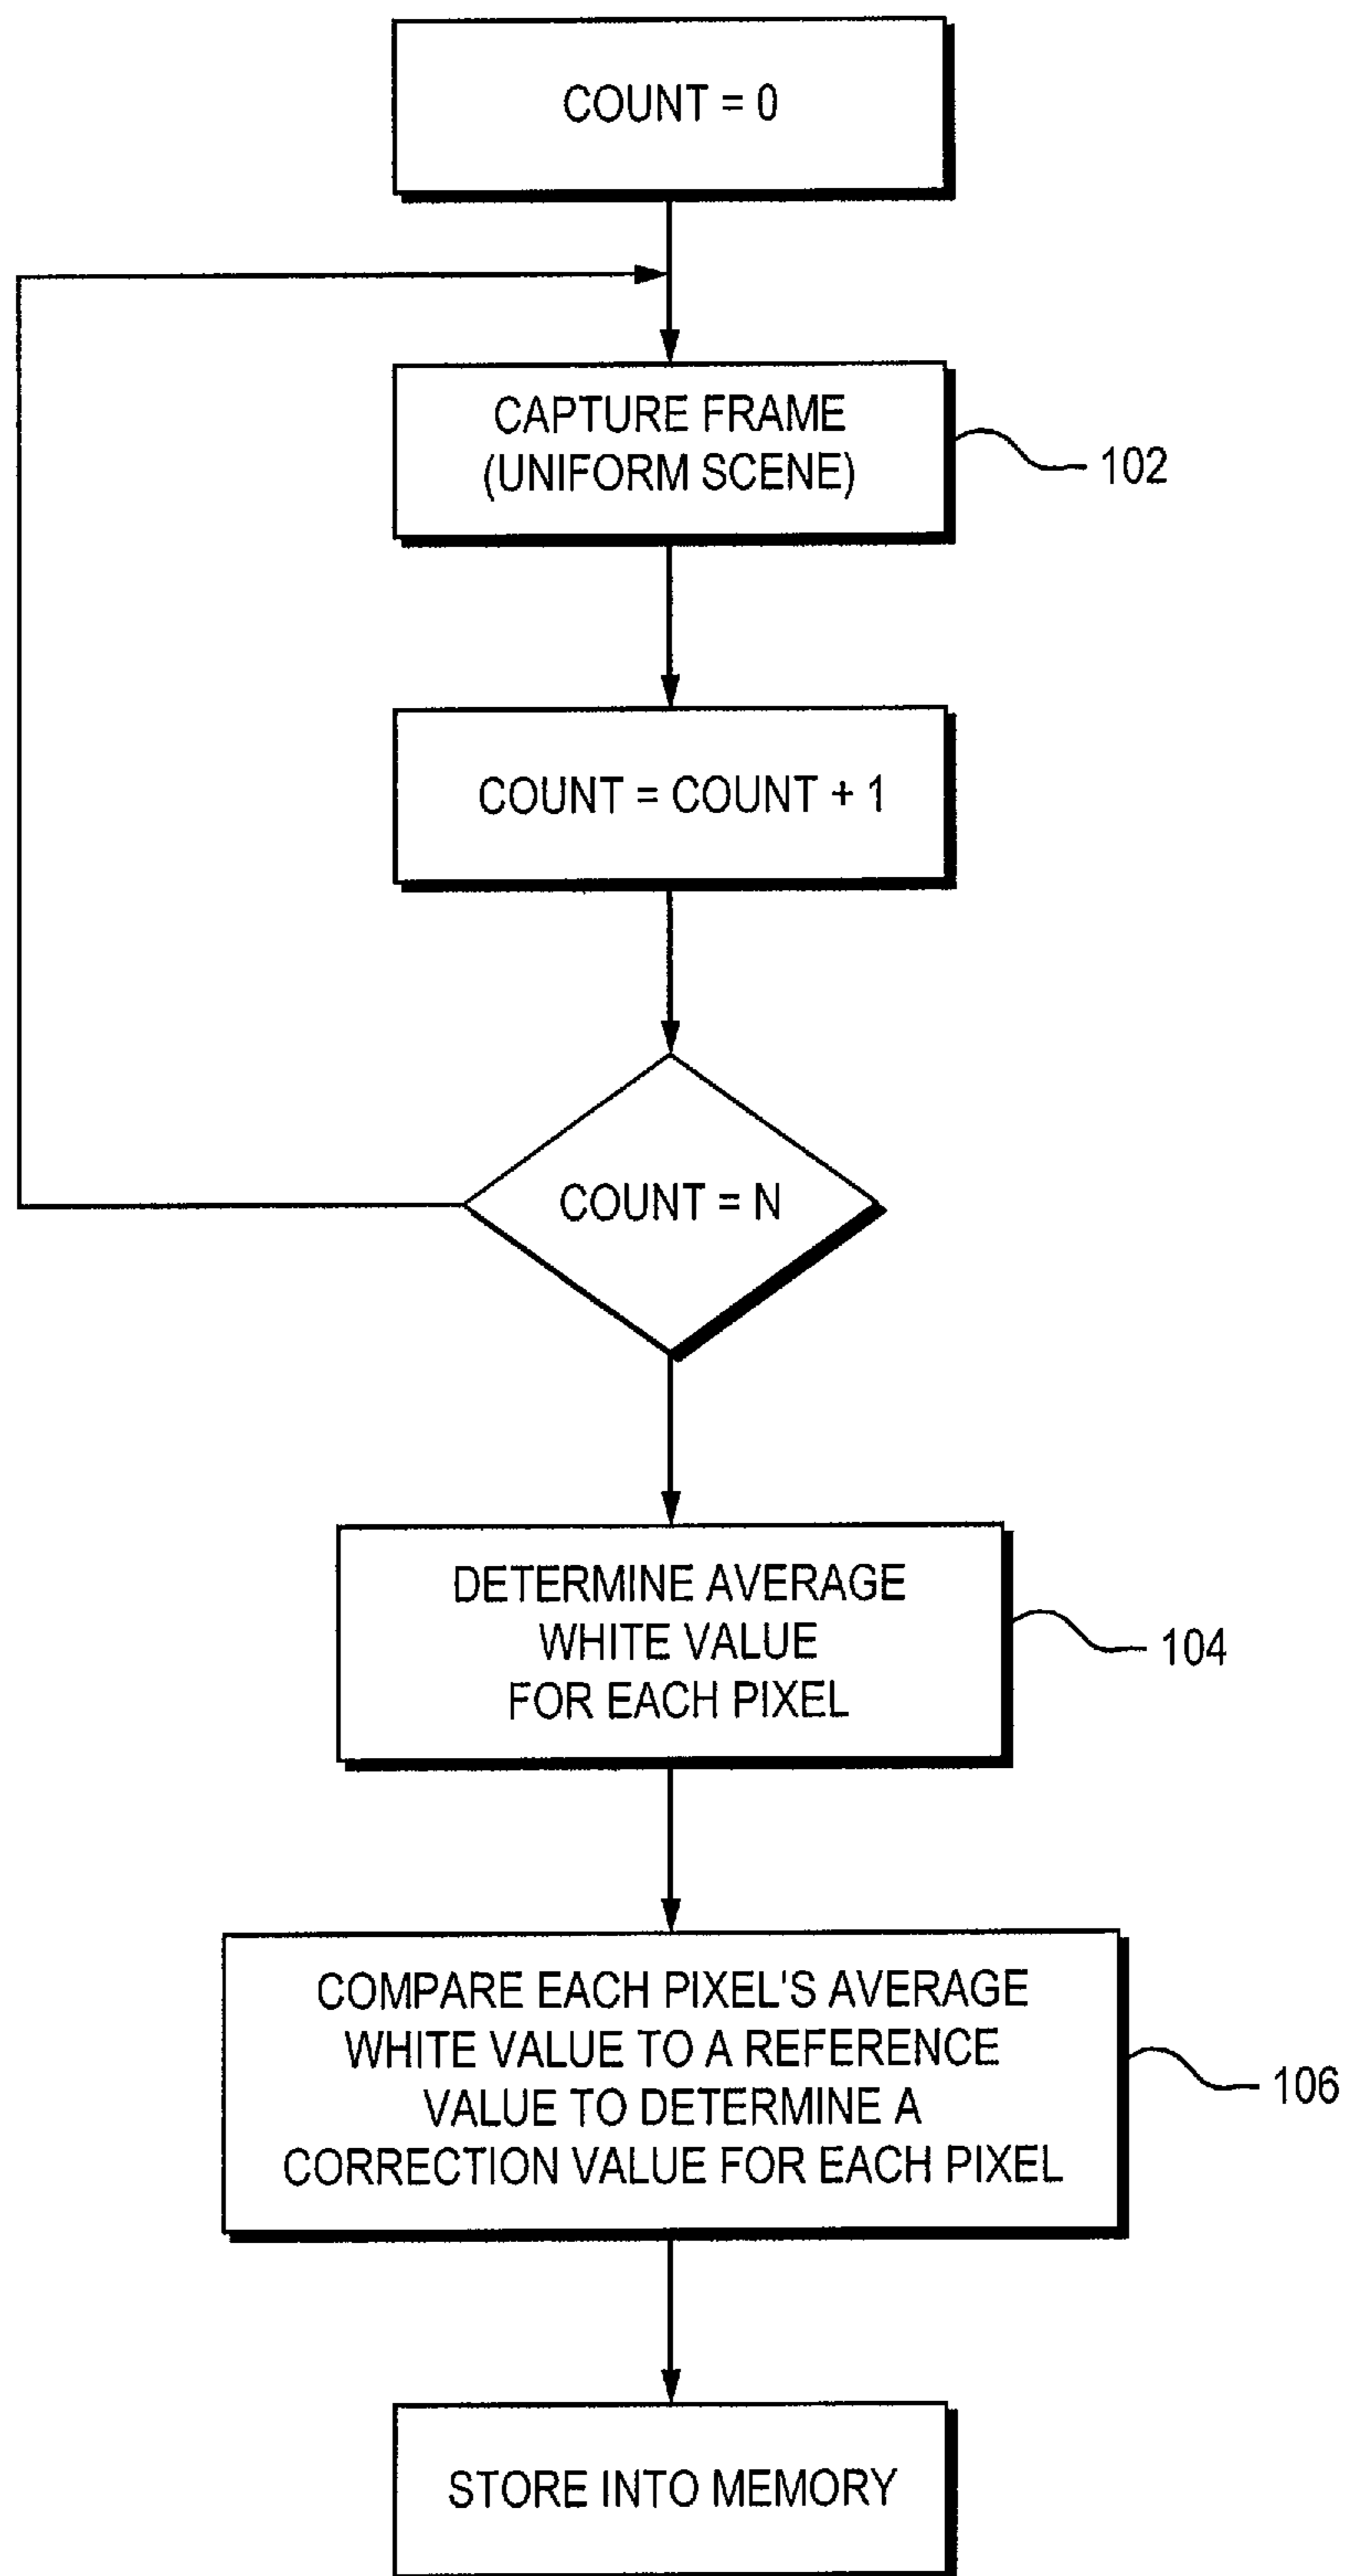 COUNT = 0
CAPTURE FRAME
(UNIFORM SCENE)
102
COUNT = COUNT + 1
COUNT = N
DETERMINE AVERAGE
WHITE VALUE
FOR EACH PIXEL
104
COMPARE EACH PIXEL'S AVERAGE
WHITE VALUE TO A REFERENCE
VALUE TO DETERMINE A
CORRECTION VALUE FOR EACH PIXEL
106
STORE INTO MEMORY